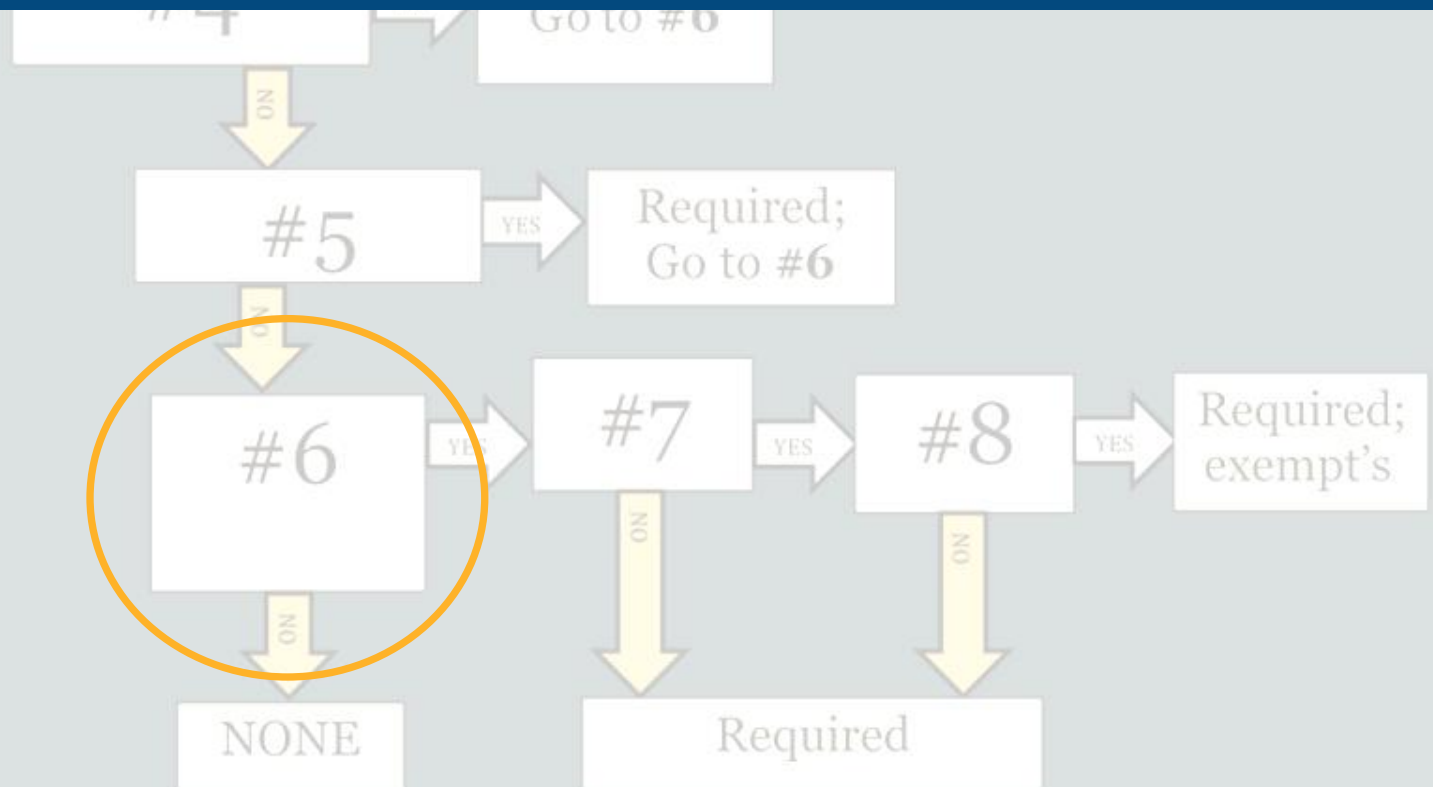 #4
Go to #6
NO
#5
YES
Required;
Go to #6
NO
#6
YES
#7
YES
#8
YES
Required;
exempt's
NO
NO
NO
NONE
Required